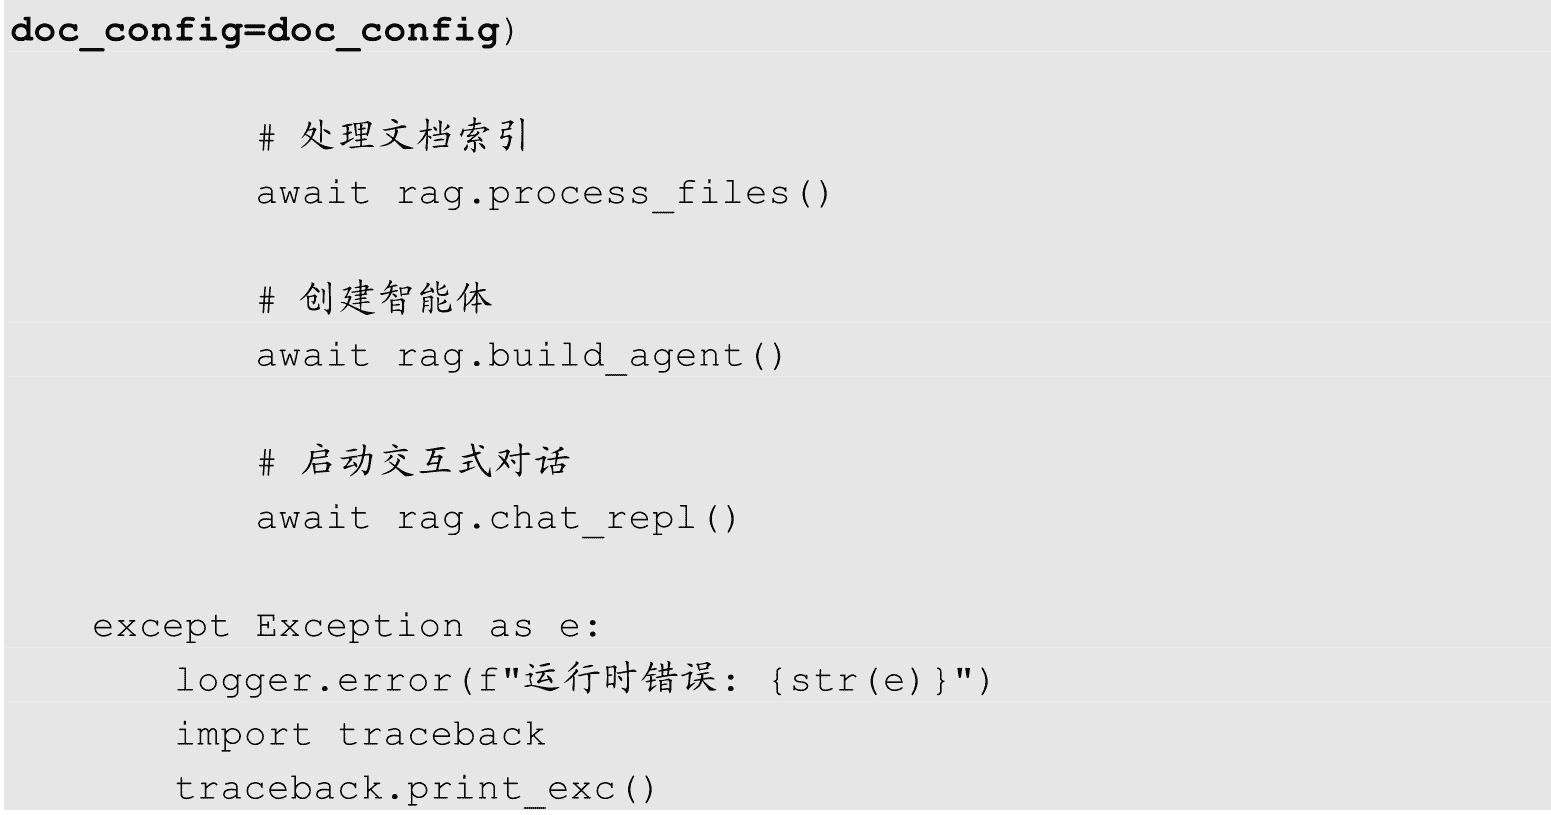 doc_config=doc_config)
# 处理文档索引
await rag.process_files()
# 创建智能体
await rag.build_agent()
# 启动交互式对话
await rag.chat_repl()
except Exception as e:
logger.error(f"运行时错误: {str(e)}")
import traceback
traceback.print_exc()